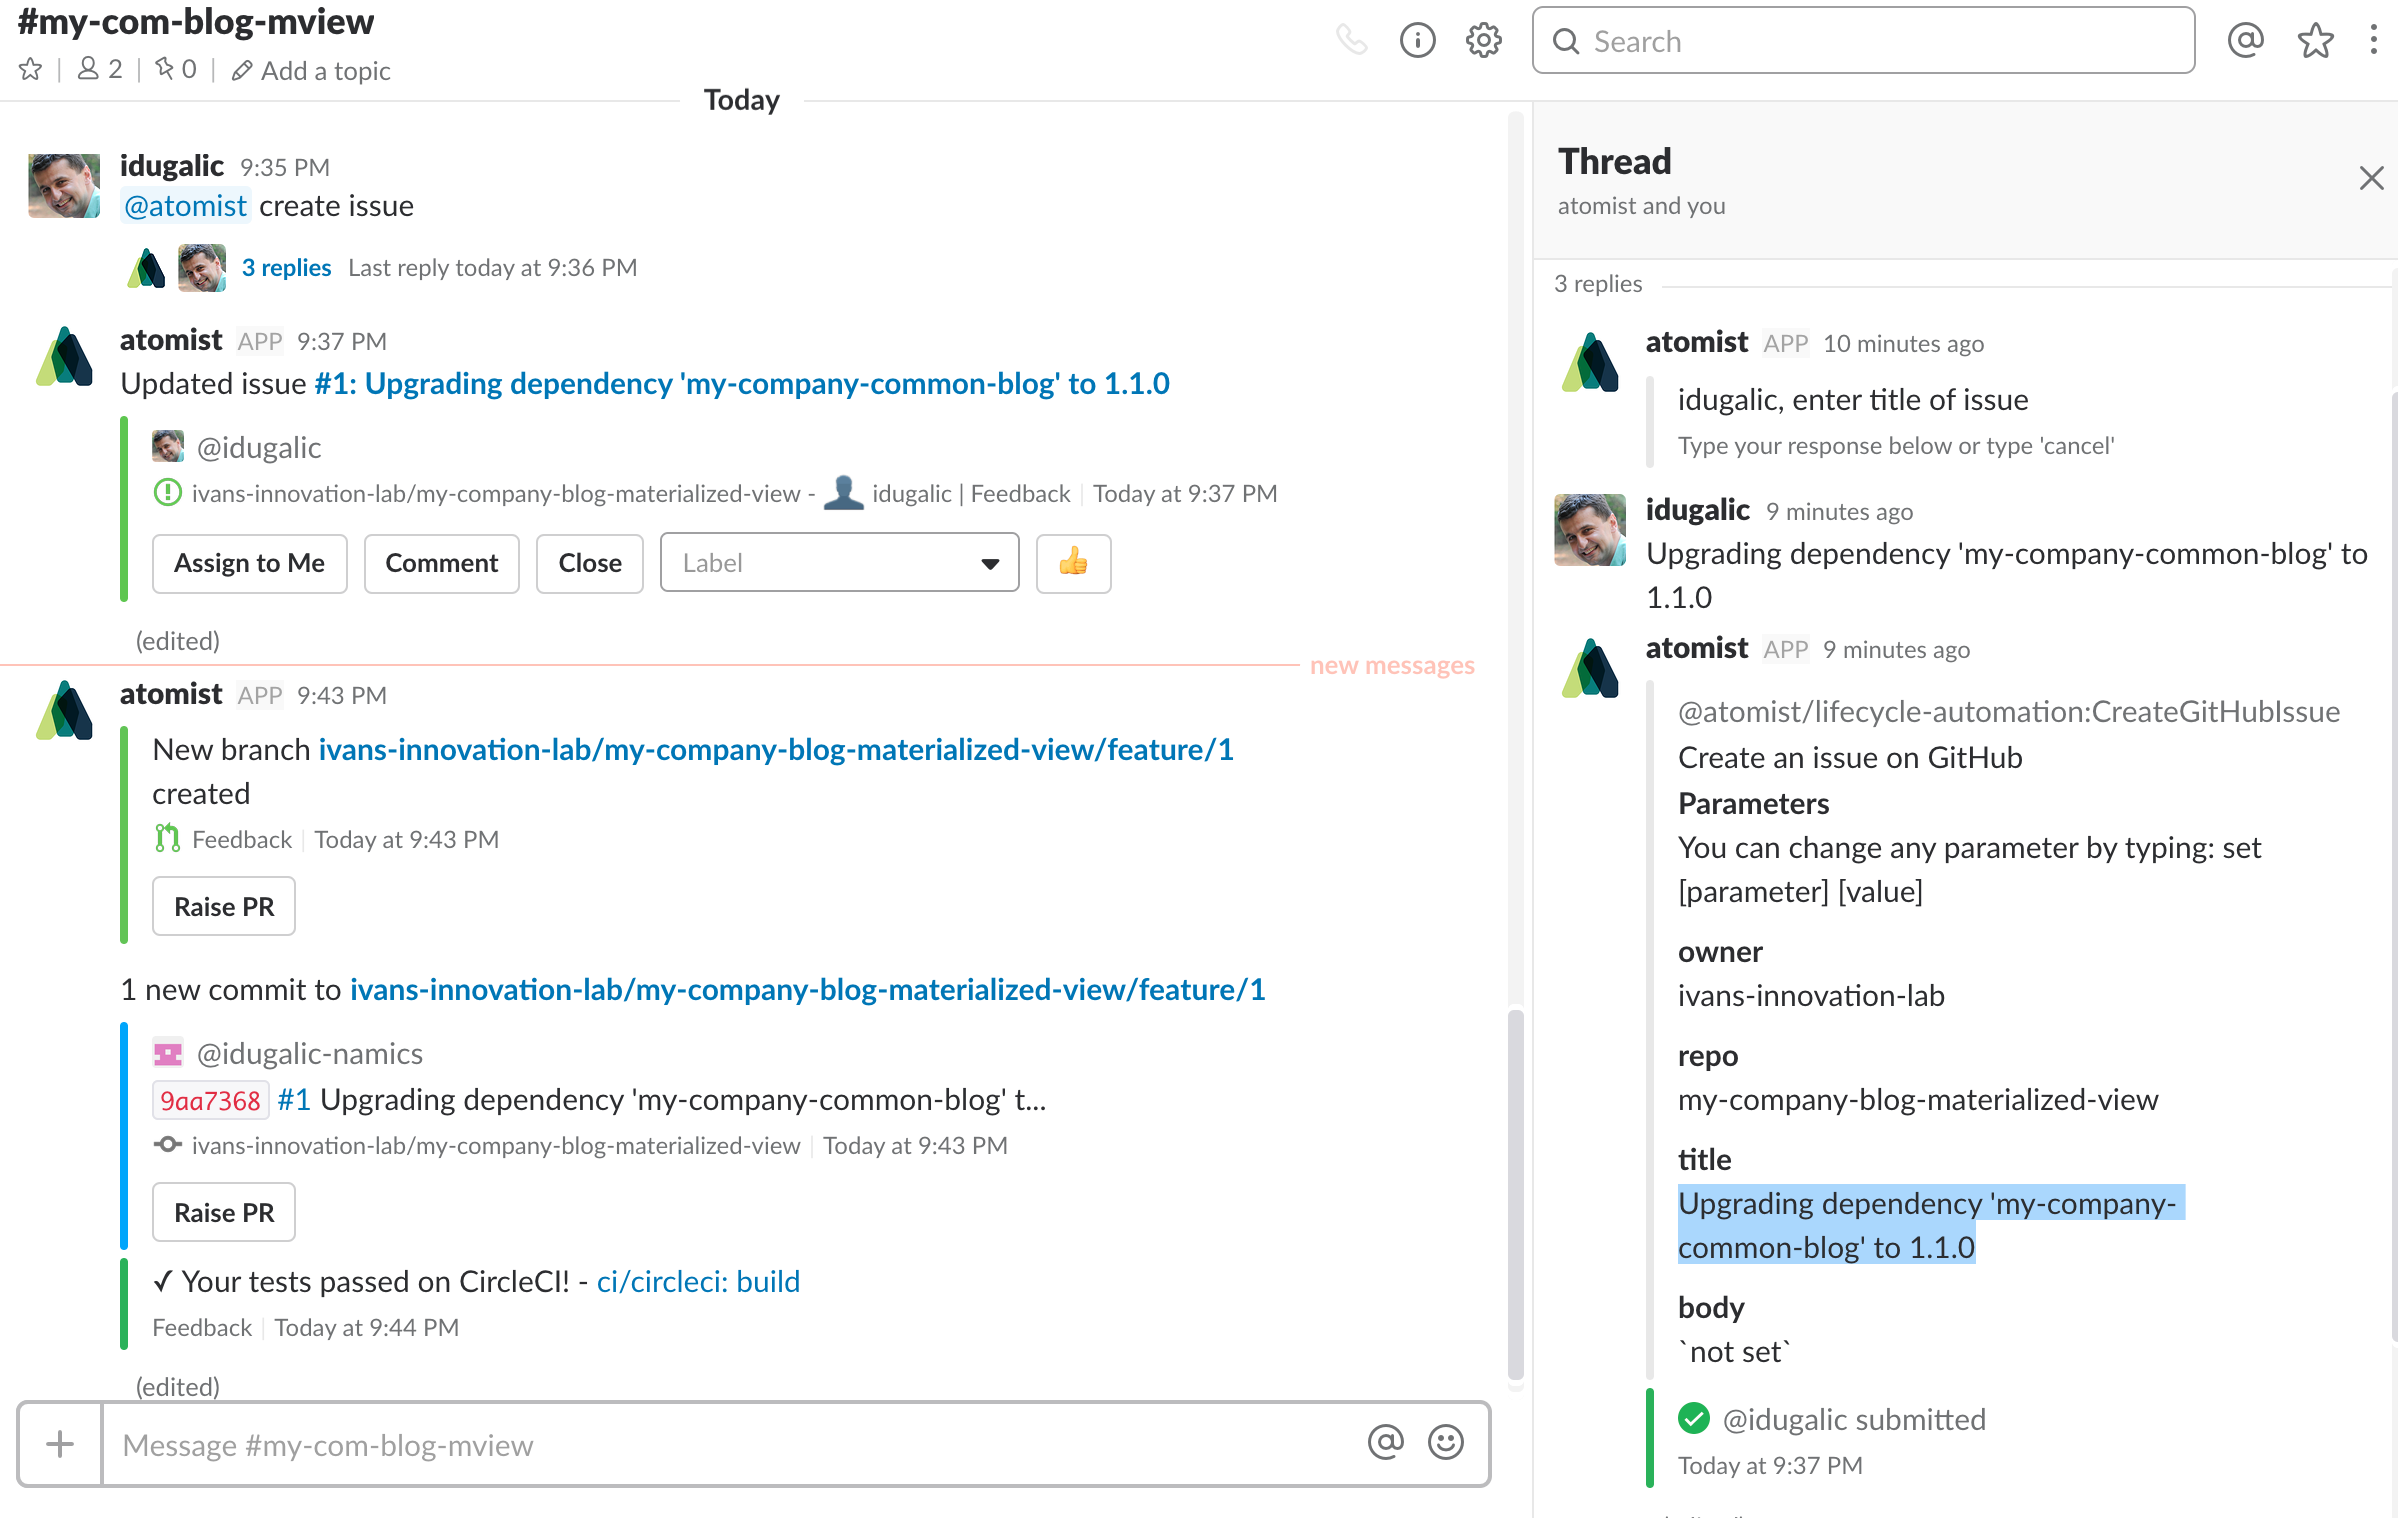 #my-com-blog-mview
2 | 0 | Add a topic
Search
Today
idugalic 9:35 PM
@atomist create issue
3 replies Last reply today at 9:36 PM
atomist APP 9:37 PM
Updated issue #1: Upgrading dependency 'my-company-common-blog' to 1.1.0
@idugalic
ivans-innovation-lab/my-company-blog-materialized-view - idugalic | Feedback | Today at 9:37 PM
Assign to Me Comment Close Label
(edited)
new messages
atomist APP 9:43 PM
New branch ivans-innovation-lab/my-company-blog-materialized-view/feature/1
created
Feedback | Today at 9:43 PM
Raise PR
1 new commit to ivans-innovation-lab/my-company-blog-materialized-view/feature/1
@idugalic-namics
9aa7368 #1 Upgrading dependency 'my-company-common-blog' t...
ivans-innovation-lab/my-company-blog-materialized-view | Today at 9:43 PM
Raise PR
✓ Your tests passed on CircleCI! - ci/circleci: build
Feedback | Today at 9:44 PM
(edited)
Message #my-com-blog-mview
Thread
atomist and you
3 replies
atomist APP 10 minutes ago
idugalic, enter title of issue
Type your response below or type 'cancel'
idugalic 9 minutes ago
Upgrading dependency 'my-company-common-blog' to
1.1.0
atomist APP 9 minutes ago
@atomist/lifecycle-automation:CreateGitHubIssue
Create an issue on GitHub
Parameters
You can change any parameter by typing: set
[parameter] [value]
owner
ivans-innovation-lab
repo
my-company-blog-materialized-view
title
Upgrading dependency 'my-company-
common-blog' to 1.1.0
body
`not set`
@idugalic submitted
Today at 9:37 PM